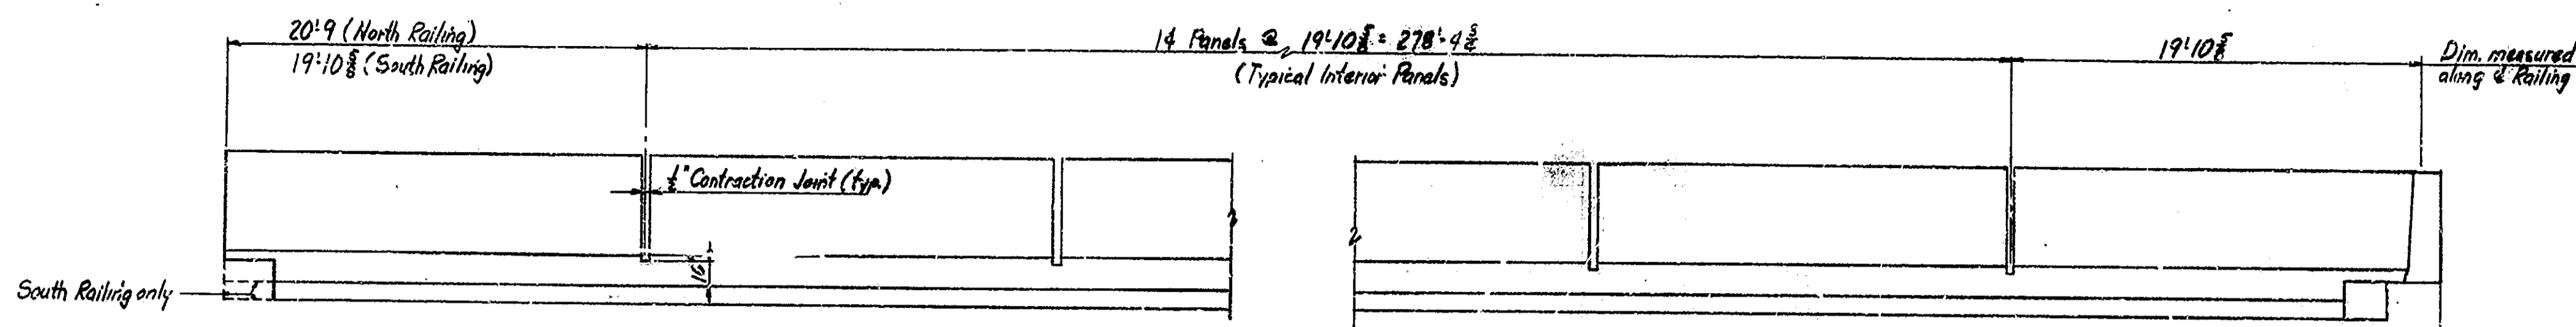 20'-9 (North Railing)
19'-10⅝ (South Railing)
14 Panels @ 19'-10⅝ = 278'-4¾
(Typical Interior Panels)
19'-10⅝
Dim. measured
along ℄ Railing
½" Contraction Joint (typ.)
South Railing only